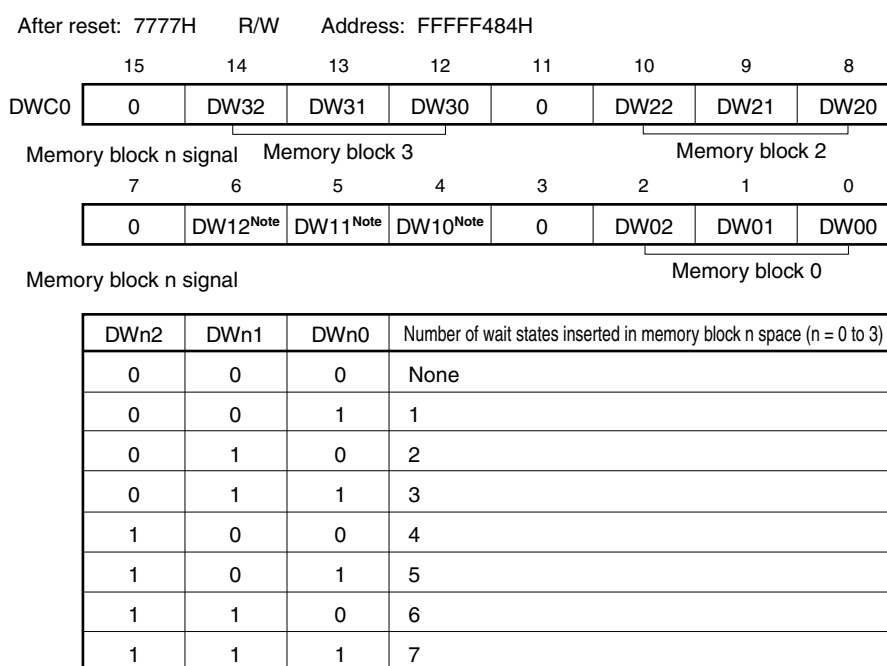 After reset: 7777H R/W Address: FFFFF484H
15 14 13 12 11 10 9 8
DWC0 0 DW32 DW31 DW30 0 DW22 DW21 DW20
Memory block n signal Memory block 3 Memory block 2
7 6 5 4 3 2 1 0
0 DW12Note DW11Note DW10Note 0 DW02 DW01 DW00
Memory block n signal Memory block 0
DWn2 DWn1 DWn0 Number of wait states inserted in memory block n space (n = 0 to 3)
0 0 0 None
0 0 1 1
0 1 0 2
0 1 1 3
1 0 0 4
1 0 1 5
1 1 0 6
1 1 1 7